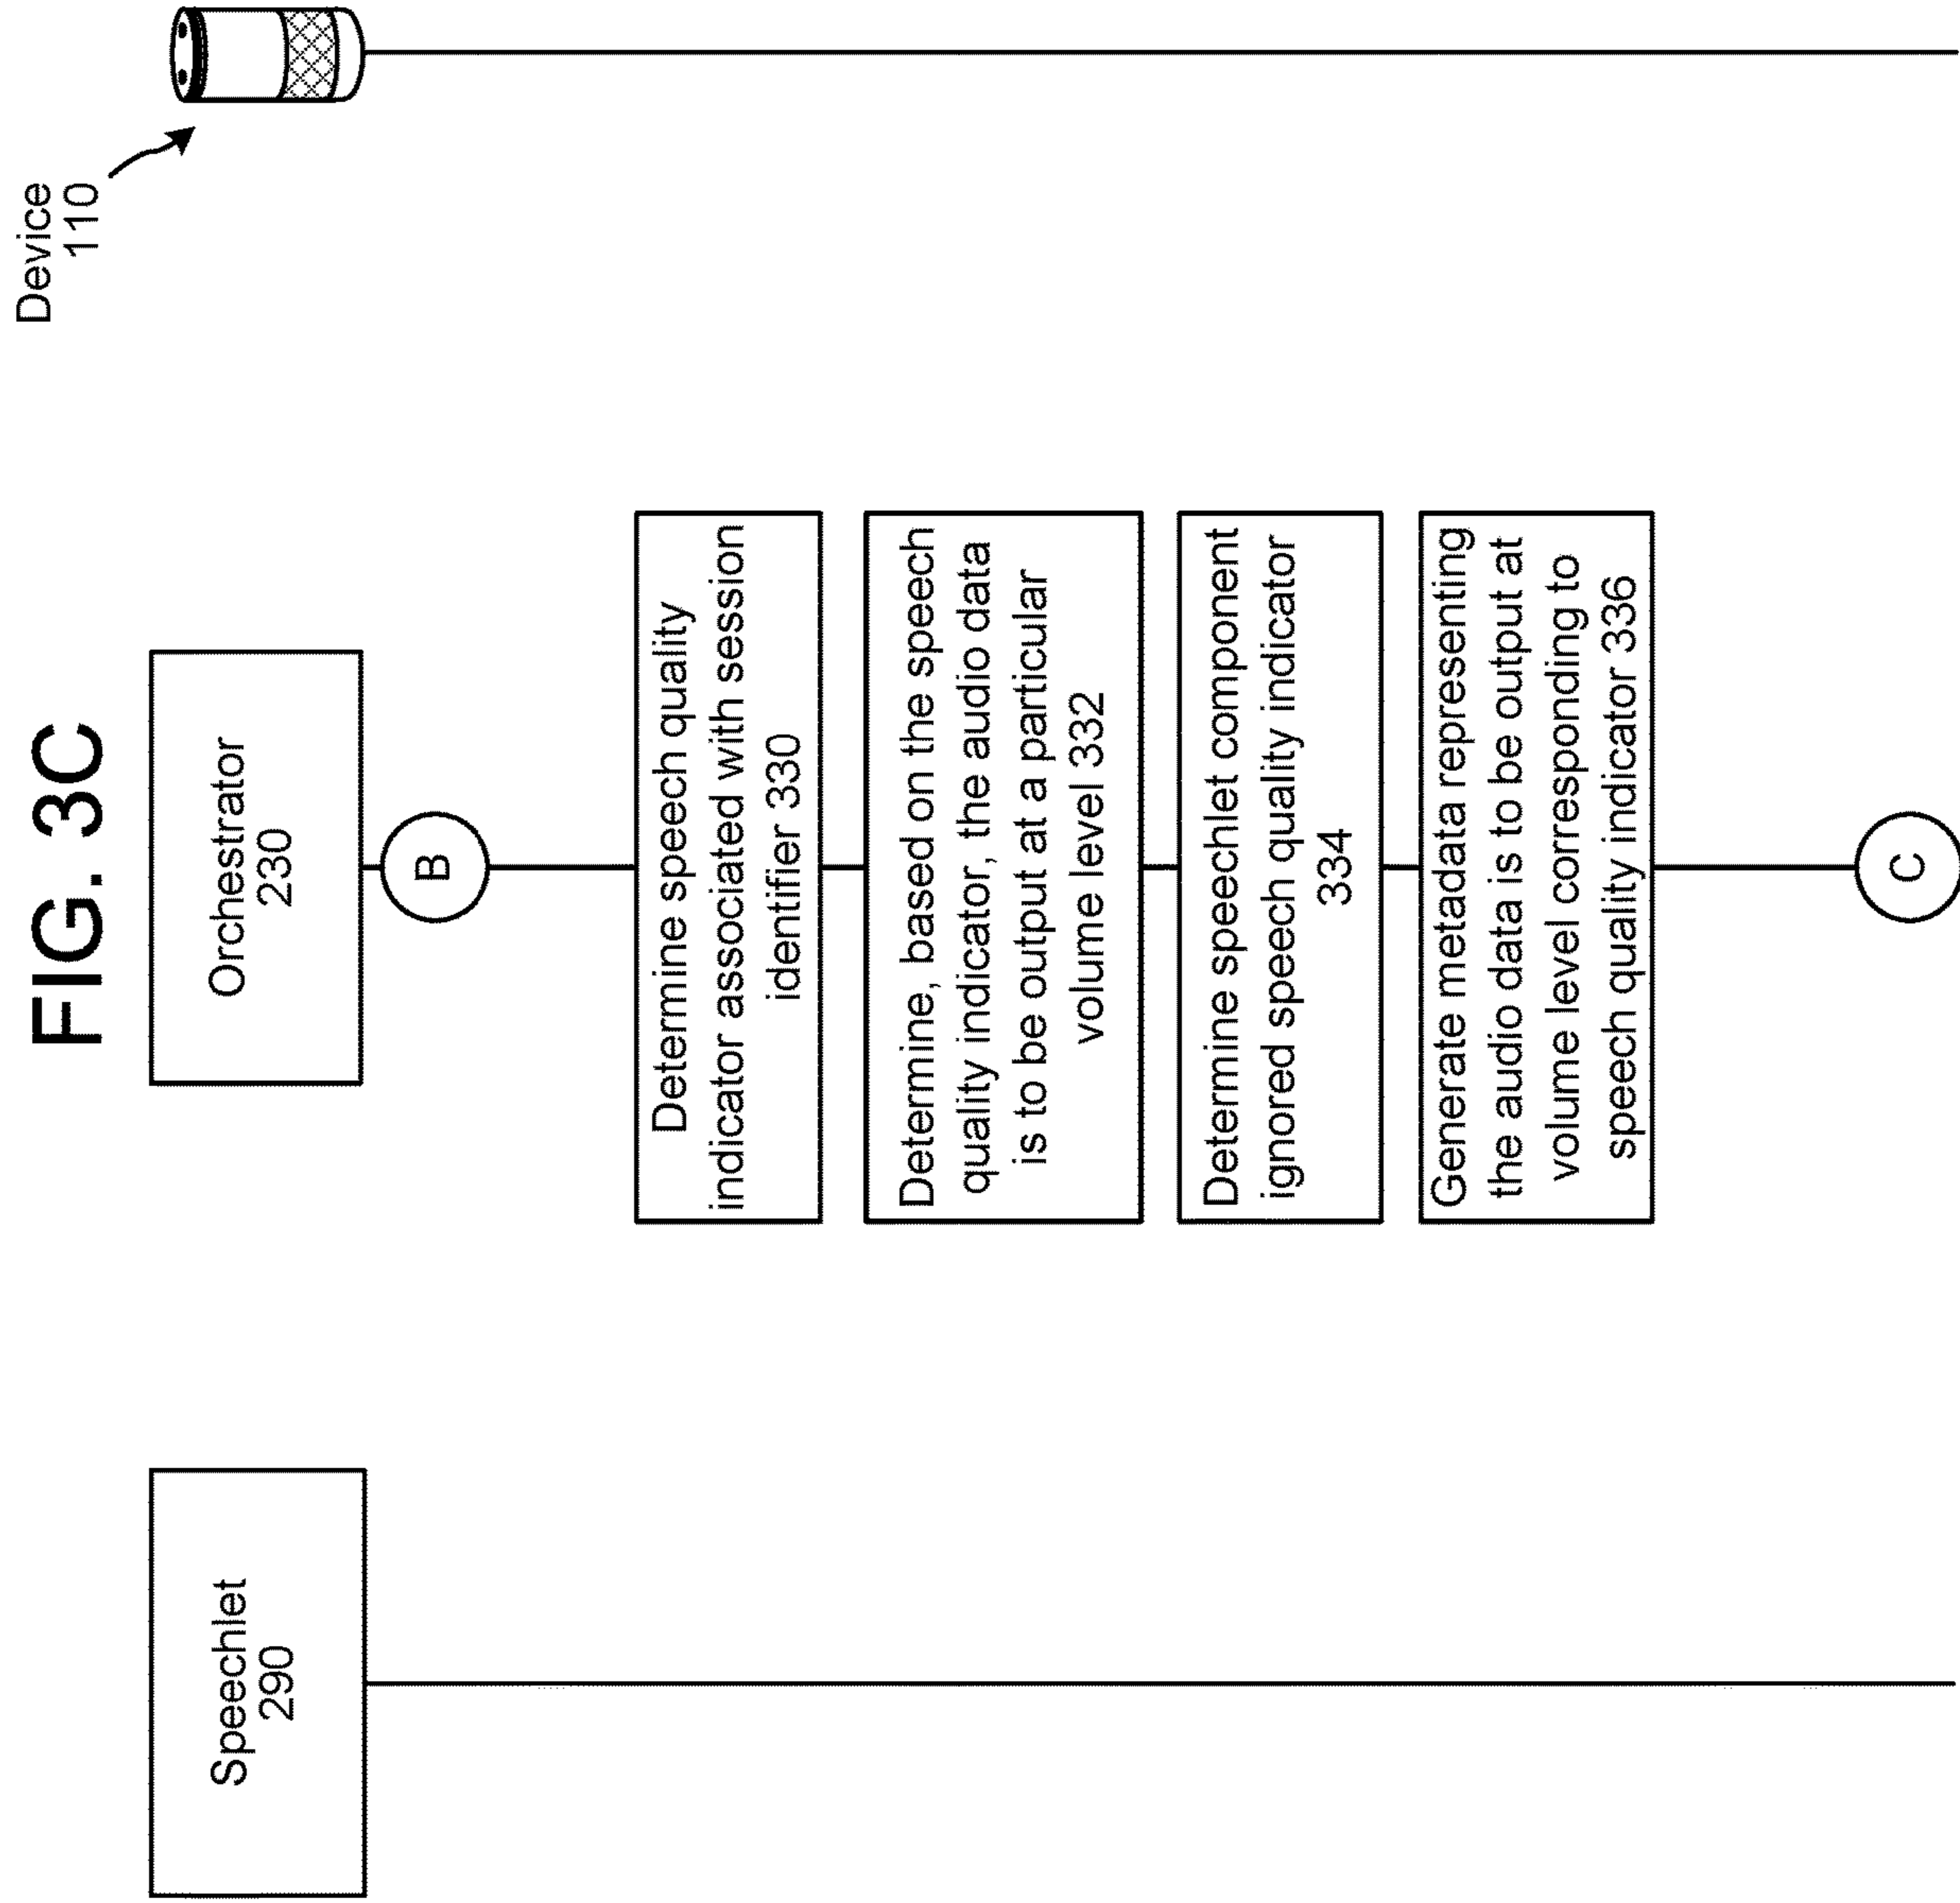 FIG. 3C
Speechlet
290
Orchestrator
230
Device
110
B
Determine speech quality
indicator associated with session
identifier 330
Determine, based on the speech
quality indicator, the audio data
is to be output at a particular
volume level 332
Determine speechlet component
ignored speech quality indicator
334
Generate metadata representing
the audio data is to be output at
volume level corresponding to
speech quality indicator 336
C